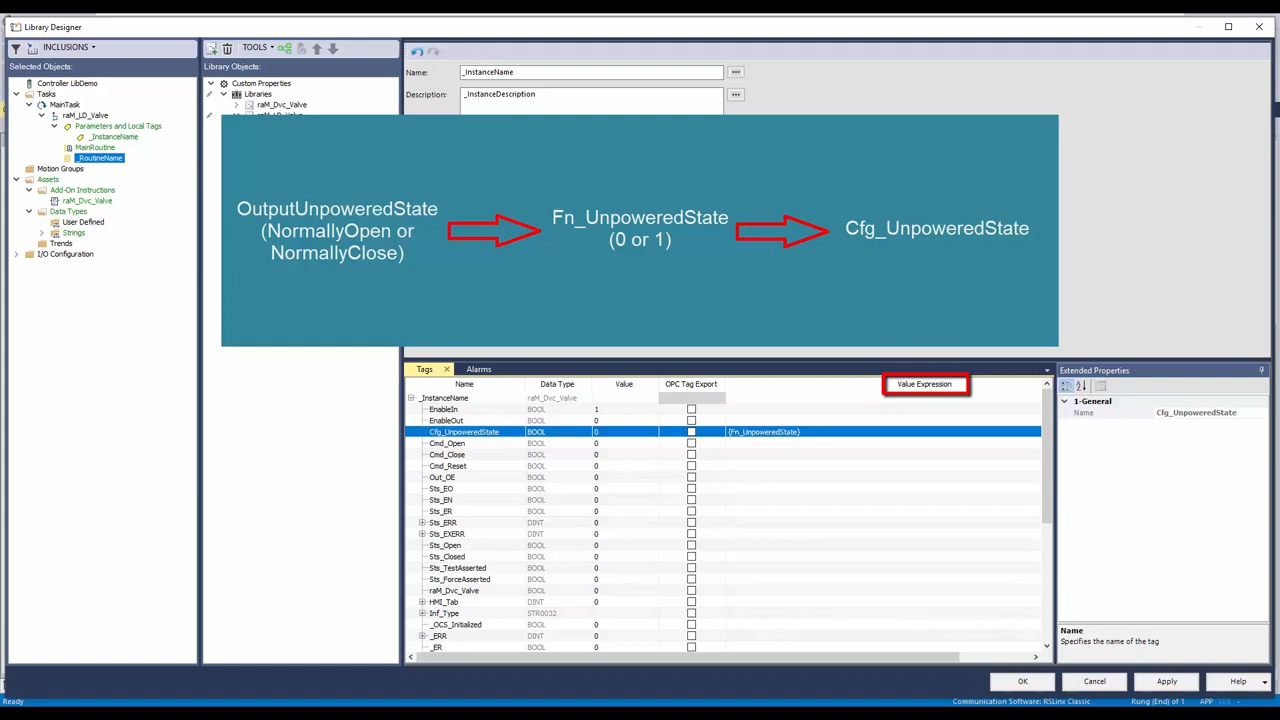 Library Designer
INCLUSIONS
TOOLS
Selected Objects:
Library Objects:
Controller LibDemo
Tasks
MainTask
raM_LD_Valve
Parameters and Local Tags
_InstanceName
MainRoutine
_RoutineName
Motion Groups
Assets
Add-On Instructions
raM_Dvc_Valve
Data Types
User Defined
Strings
Trends
I/O Configuration
Custom Properties
Libraries
raM_Dvc_Valve
Name:
_InstanceName
Description:
_InstanceDescription
OutputUnpoweredState
(NormallyOpen or
NormallyClose)
Fn_UnpoweredState
(0 or 1)
Cfg_UnpoweredState
Tags
Alarms
Name Data Type Value OPC Tag Export Value Expression
_InstanceName raM_Dvc_Valve
EnableIn BOOL 1
EnableOut BOOL 0
Cfg_UnpoweredState BOOL 0 {Fn_UnpoweredState}
Cmd_Open BOOL 0
Cmd_Close BOOL 0
Cmd_Reset BOOL 0
Out_OE BOOL 0
Sts_EO BOOL 0
Sts_EN BOOL 0
Sts_ER BOOL 0
Sts_ERR DINT 0
Sts_EXERR DINT 0
Sts_Open BOOL 0
Sts_Closed BOOL 0
Sts_TestAsserted BOOL 0
Sts_ForceAsserted BOOL 0
raM_Dvc_Valve BOOL 0
HMI_Tab DINT 0
Inf_Type STR0032
_OCS_Initialized BOOL 0
_ERR DINT 0
_ER BOOL 0
Extended Properties
1-General
Name Cfg_UnpoweredState
Name
Specifies the name of the tag
OK
Cancel
Apply
Help
Ready
Communication Software: RSLinx Classic
Rung (End) of 1
APP
VER